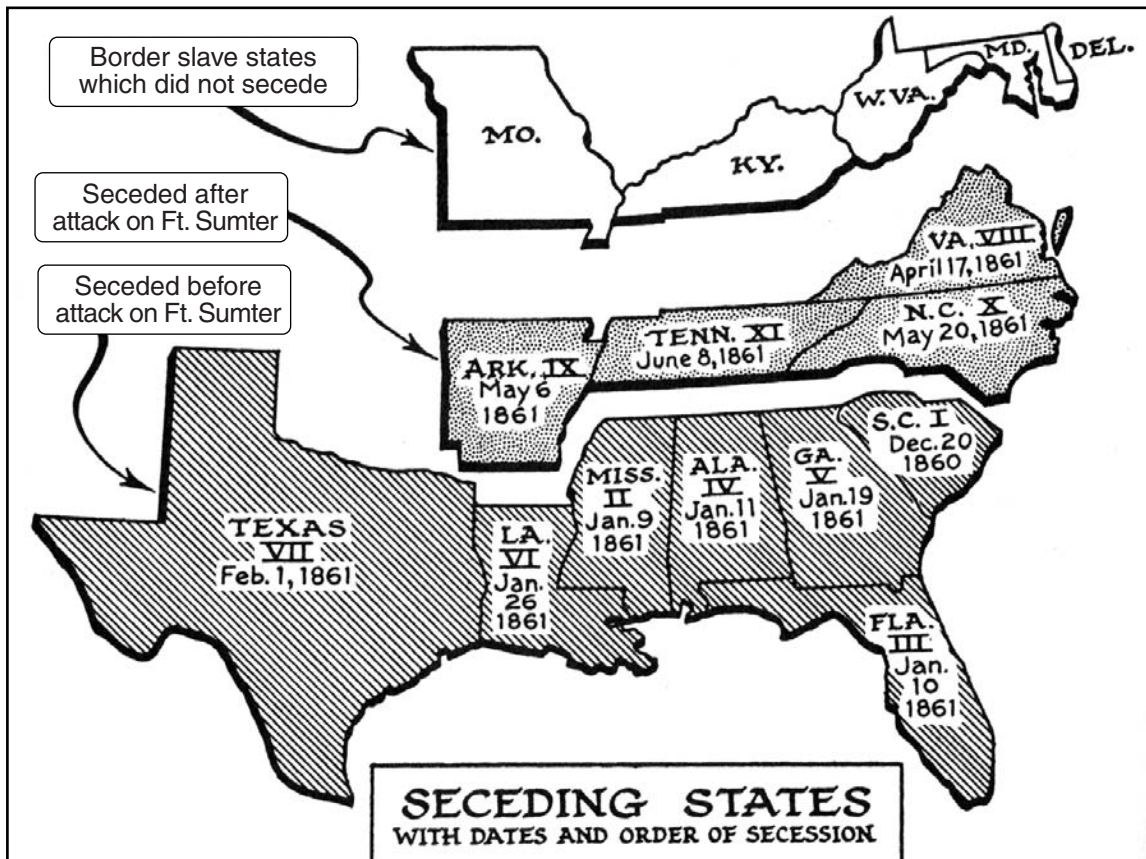 Border slave states
which did not secede
MO.
KY.
W. VA.
MD.
DEL.
Seceded after
attack on Ft. Sumter
VA. VIII
April 17, 1861
N.C. X
May 20, 1861
TENN. XI
June 8, 1861
ARK. IX
May 6
1861
Seceded before
attack on Ft. Sumter
TEXAS
VII
Feb. 1, 1861
LA.
VI
Jan.
26
1861
MISS.
II
Jan. 9
1861
ALA.
IV
Jan. 11
1861
GA.
V
Jan. 19
1861
S.C. I
Dec. 20
1860
FLA.
III
Jan.
10
1861
SECEDING STATES
WITH DATES AND ORDER OF SECESSION